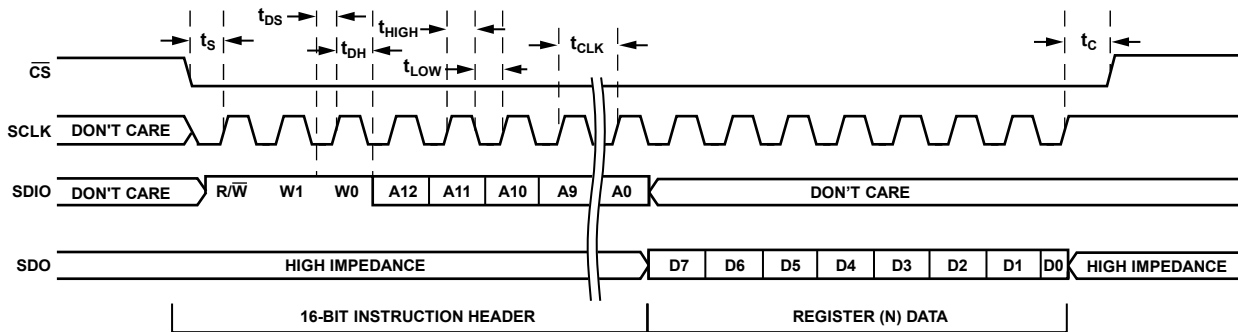 tDS
tHIGH
tS
tDH
tCLK
tC
tLOW
CS
SCLK
DON'T CARE
SDIO
DON'T CARE
R/W
W1
W0
A12
A11
A10
A9
A0
DON'T CARE
SDO
HIGH IMPEDANCE
D7
D6
D5
D4
D3
D2
D1
D0
HIGH IMPEDANCE
16-BIT INSTRUCTION HEADER
REGISTER (N) DATA